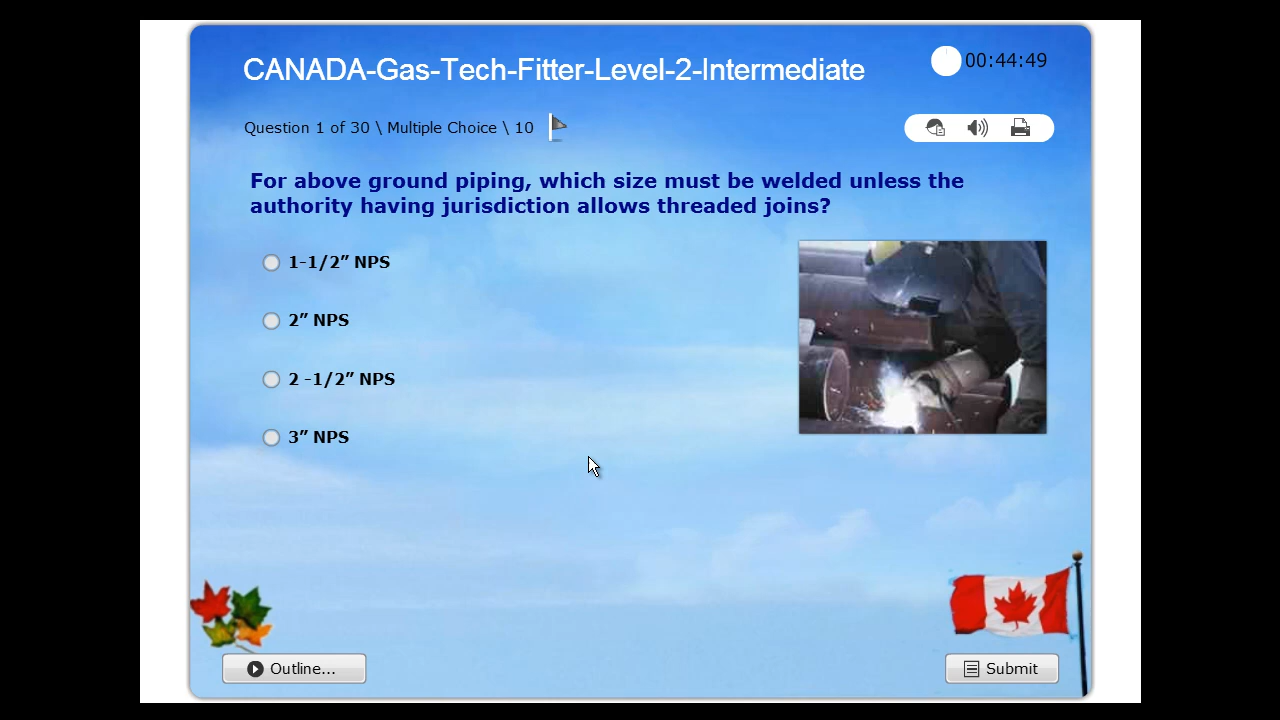 CANADA-Gas-Tech-Fitter-Level-2-Intermediate
00:44:49
Question 1 of 30 \ Multiple Choice \ 10
For above ground piping, which size must be welded unless the
authority having jurisdiction allows threaded joins?
1-1/2” NPS
2” NPS
2 -1/2” NPS
3” NPS
Outline...
Submit